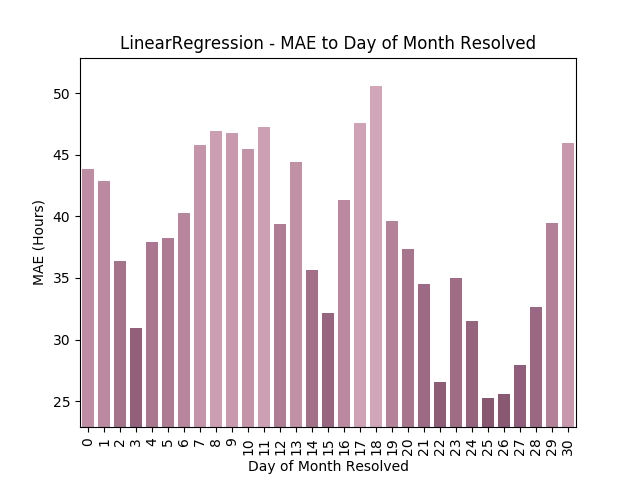 LinearRegression - MAE to Day of Month Resolved
50
45
40
35
30
25
MAE (Hours)
0 1 2 3 4 5 6 7 8 9 10 11 12 13 14 15 16 17 18 19 20 21 22 23 24 25 26 27 28 29 30
Day of Month Resolved